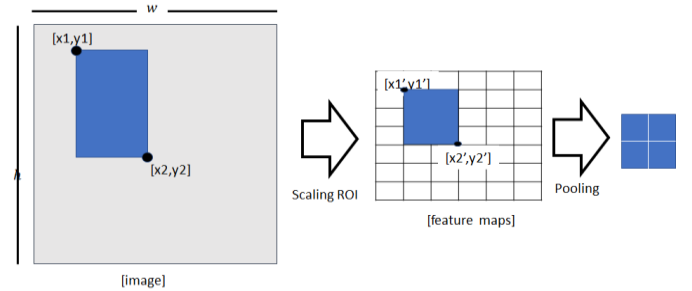 w
[x1,y1]
h
[x2,y2]
[image]
Scaling ROI
[x1',y1']
[x2',y2']
[feature maps]
Pooling